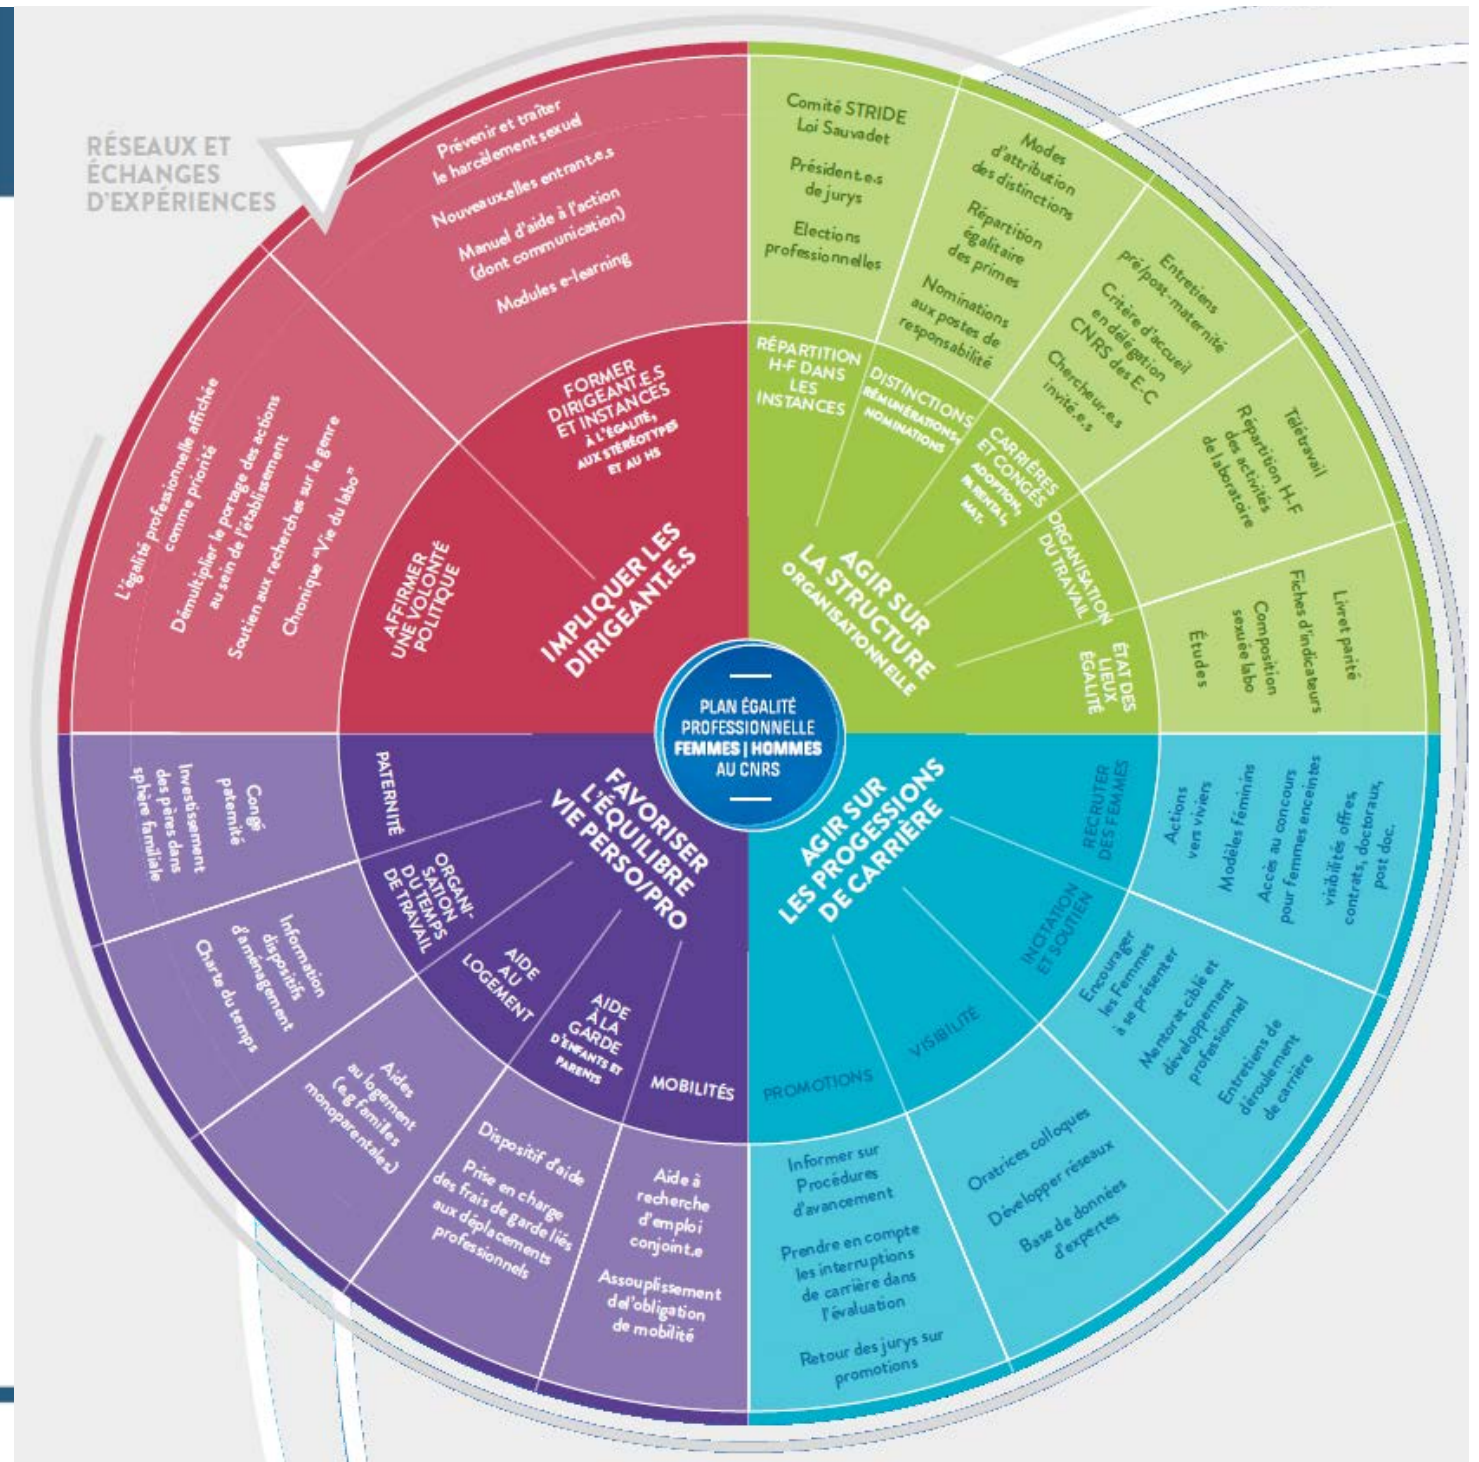 RÉSEAUX ET
ÉCHANGES
D'EXPÉRIENCES
PLAN ÉGALITÉ
PROFESSIONNELLE
FEMMES | HOMMES
AU CNRS
IMPLIQUER LES
DIRIGEANT.E.S
AFFIRMER
UNE VOLONTÉ
POLITIQUE
L'égalité professionnelle affichée
comme priorité
Démultiplier le portage des actions
au sein de l'établissement
Soutien aux recherches sur le genre
Chronique "Vie du labo"
FORMER
DIRIGEANT.E.S
ET INSTANCES
À L'ÉGALITÉ,
AUX STÉRÉOTYPES
ET AU HS
Prévenir et traîter
le harcèlement sexuel
Nouveaux.elles entrant.e.s
Manuel d'aide à l'action
(dont communication)
Modules e-learning
AGIR SUR
LA STRUCTURE
ORGANISATIONNELLE
RÉPARTITION
H-F DANS
LES
INSTANCES
Comité STRIDE
Loi Sauvadet
Président.e.s
de jurys
Elections
professionnelles
DISTINCTIONS
RÉMUNÉRATIONS,
NOMINATIONS
Modes
d'attribution
des distinctions
Répartition
égalitaire
des primes
Nominations
aux postes de
responsabilité
CARRIÈRES
ET CONGÉS
ADOPTION,
PARENTAL,
MAT.
Entretiens
pré/post-maternité
Critère d'accueil
en délégation
CNRS des E-C
Chercheur.e.s
invité.e.s
ORGANISATION
DU TRAVAIL
Télétravail
Répartition H-F
des activités
de laboratoire
ÉTAT DES
LIEUX
ÉGALITÉ
Livret parité
Fiches d'indicateurs
Composition
sexuée labo
Études
AGIR SUR
LES PROGESSIONS
DE CARRIÈRE
RECRUTER
DES FEMMES
Actions
vers viviers
Modèles féminins
Accès au concours
pour femmes enceintes
visibilités offres,
contrats, doctoraux,
post doc.
INCITATION
ET SOUTIEN
Encourager
les Femmes
à se présenter
Mentorat ciblé et
développement
professionnel
Entretiens de
déroulement
de carrière
VISIBILITÉ
Oratrices colloques
Développer réseaux
Base de données
d'expertes
PROMOTIONS
Informer sur
Procédures
d'avancement
Prendre en compte
les interruptions
de carrière dans
l'évaluation
Retour des jurys sur
promotions
FAVORISER
L'ÉQUILIBRE
VIE PERSO/PRO
MOBILITÉS
Aide à
recherche
d'emploi
conjoint.e
Assouplissement
del'obligation
de mobilité
AIDE
À LA
GARDE
D'ENFANTS ET
PARENTS
Dispositif d'aide
Prise en charge
des frais de garde liés
aux déplacements
professionnels
AIDE
AU
LOGEMENT
Aides
au logement
(e.g familles
monoparentales)
ORGANI-
SATION
DU TEMPS
DE TRAVAIL
Information
dispositifs
d'aménagement
Charte du temps
PATERNITÉ
Congé
paternité
Investissement
des pères dans
sphère familiale